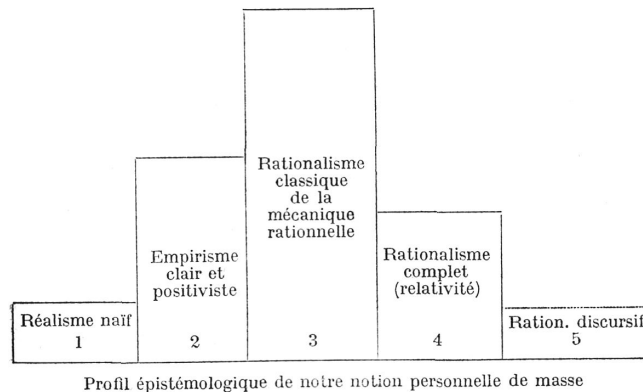 Rationalisme
classique
de la
mécanique
rationnelle
Empirisme
clair et
positiviste
Rationalisme
complet
(relativité)
Réalisme naïf
Ration. discursif
1
2
3
4
5
Profil épistémologique de notre notion personnelle de masse